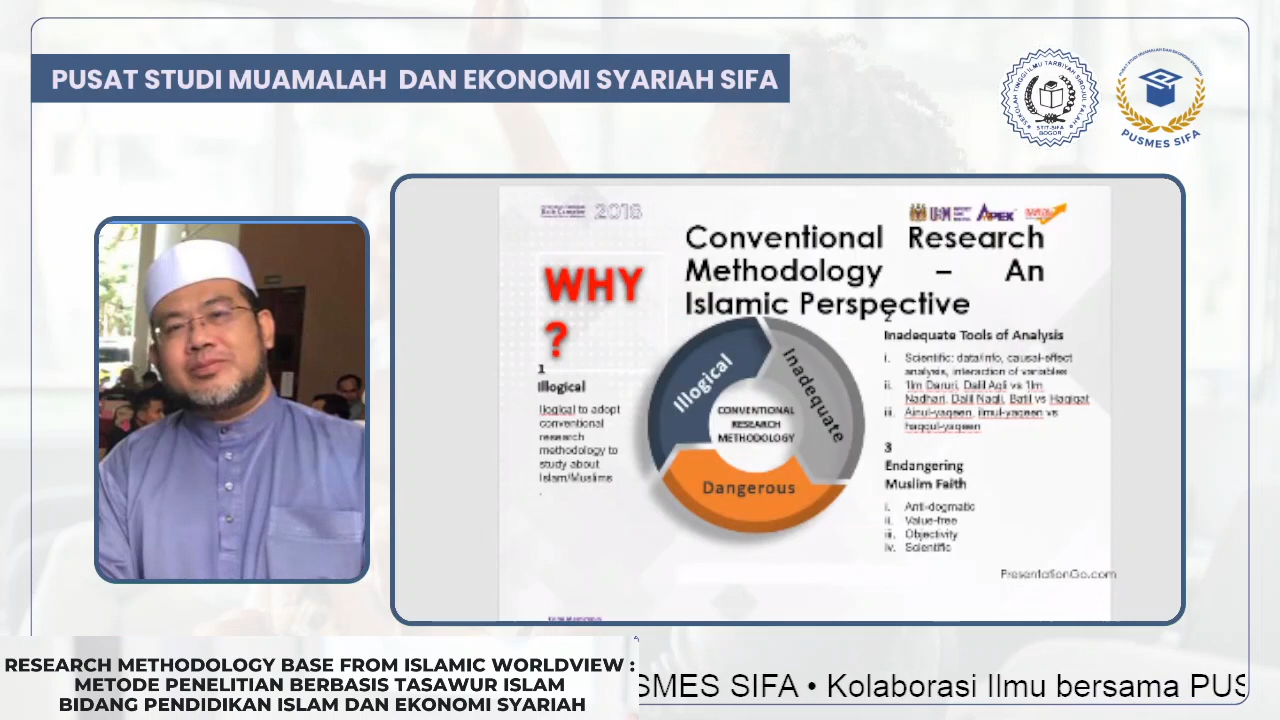 PUSAT STUDI MUAMALAH DAN EKONOMI SYARIAH SIFA
STIT-SIFA
BOGOR
PUSMES SIFA
2016
Conventional Research
Methodology – An
Islamic Perspective
WHY
?
1
Illogical
Ilogical to adopt
conventional
research
methodology to
study about
Islam/Muslims
.
Illogical
Inadequate
Dangerous
CONVENTIONAL
RESEARCH
METHODOLOGY
2
Inadequate Tools of Analysis
i. Scientific: data/info, causal-effect
analysis, interaction of variables
ii. 'Ilm Daruri, Dalil Aqli vs 'Ilm
Nadhari, Dalil Naqli, Batil vs Haqiqat
iii. Ainul-yaqeen, ilmul-yaqeen vs
haqqul-yaqeen
3
Endangering
Muslim Faith
i. Anti-dogmatic
ii. Value-free
iii. Objectivity
iv. Scientific
PresentationGo.com
RESEARCH METHODOLOGY BASE FROM ISLAMIC WORLDVIEW :
METODE PENELITIAN BERBASIS TASAWUR ISLAM
BIDANG PENDIDIKAN ISLAM DAN EKONOMI SYARIAH
SMES SIFA • Kolaborasi Ilmu bersama PUS